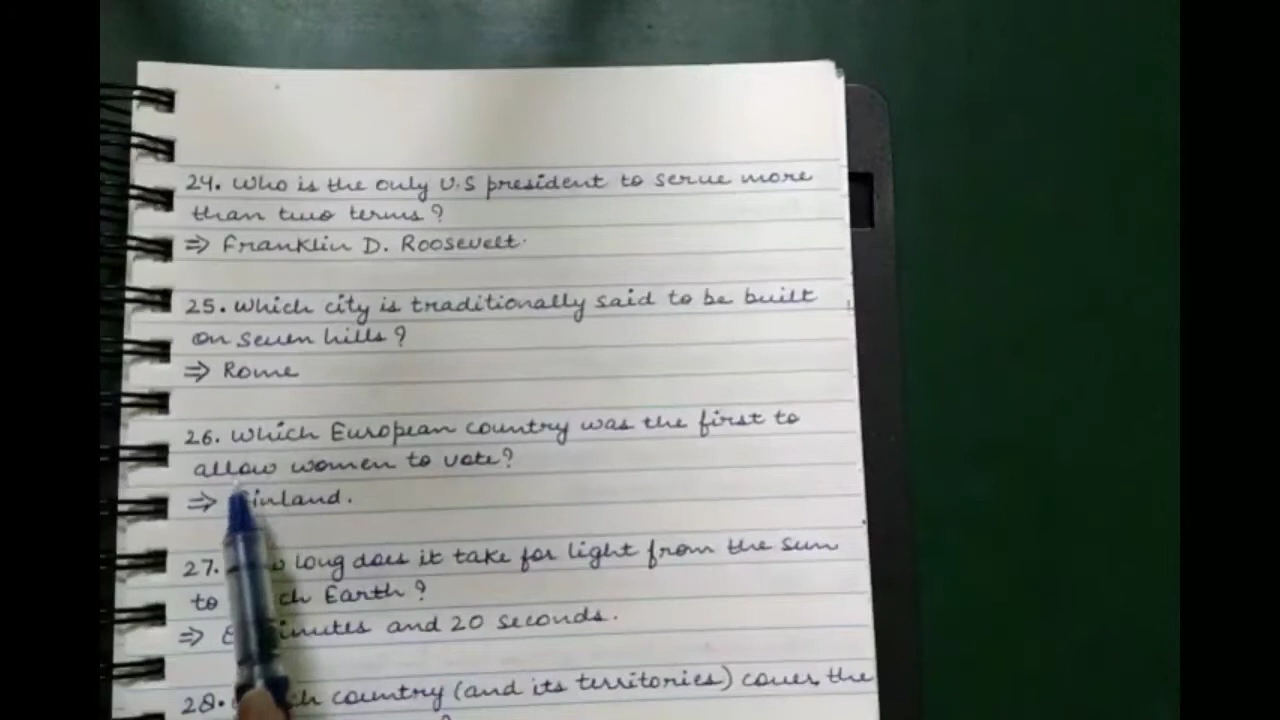 24. Who is the only U.S president to serve more
than two terms?
⇒ Franklin D. Roosevelt.
25. Which city is traditionally said to be built
on seven hills?
⇒ Rome
26. Which European country was the first to
allow women to vote?
⇒ inland.
27. long does it take for light from the sun
to ch Earth?
⇒ inutes and 20 seconds.
28. ch country (and its territories) cover the